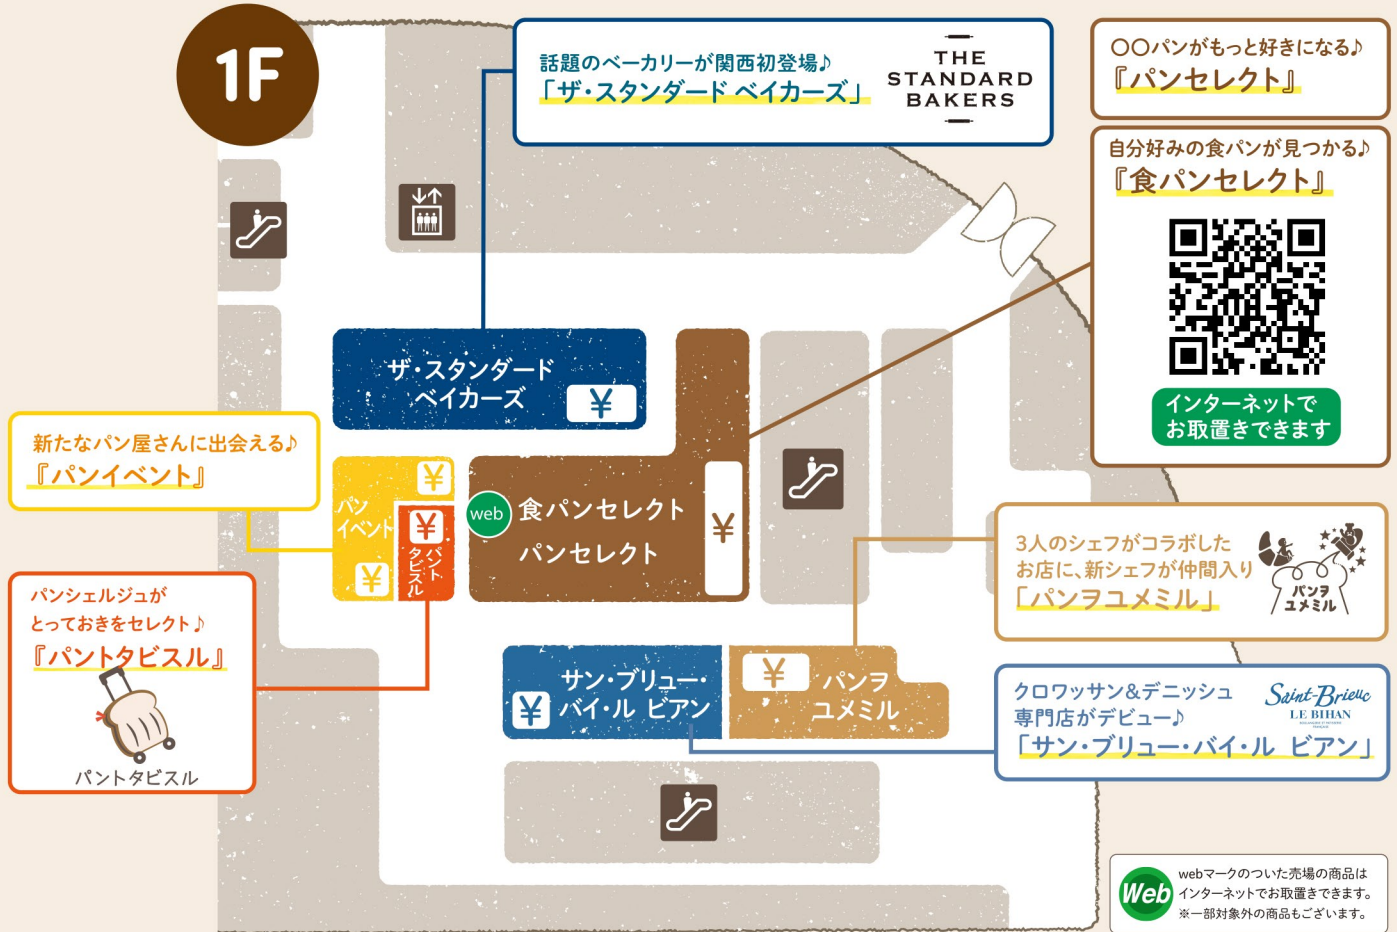 1F
話題のベーカリーが関西初登場♪
「ザ・スタンダード ベイカーズ」
THE
STANDARD
BAKERS
〇〇パンがもっと好きになる♪
『パンセレクト』
自分好みの食パンが見つかる♪
『食パンセレクト』
インターネットで
お取置きできます
ザ・スタンダード
ベイカーズ
¥
新たなパン屋さんに出会える♪
『パンイベント』
パン
イベント
¥
¥
¥
パント
タビスル
web
食パンセレクト
パンセレクト
¥
パンシェルジュが
とっておきをセレクト♪
『パントタビスル』
パントタビスル
3人のシェフがコラボした
お店に、新シェフが仲間入り
「パンヲユメミル」
パンヲ
ユメミル
サン・ブリュー・
バイ・ル ビアン
¥
¥
パンヲ
ユメミル
クロワッサン&デニッシュ
専門店がデビュー♪
「サン・ブリュー・バイ・ル ビアン」
Saint-Brieuc
LE BIHAN
Web
webマークのついた売場の商品は
インターネットでお取置きできます。
※一部対象外の商品もございます。